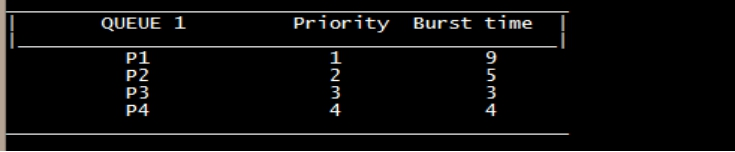 QUEUE 1 Priority Burst time
P1 1 9
P2 2 5
P3 3 3
P4 4 4